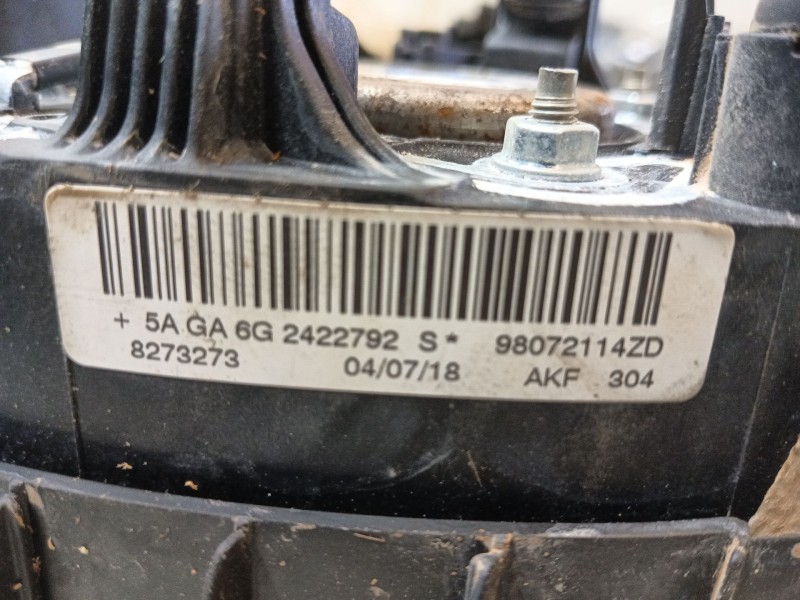 + 5A GA 6G 2422792 S* 98072114ZD
8273273 04/07/18 AKF 304